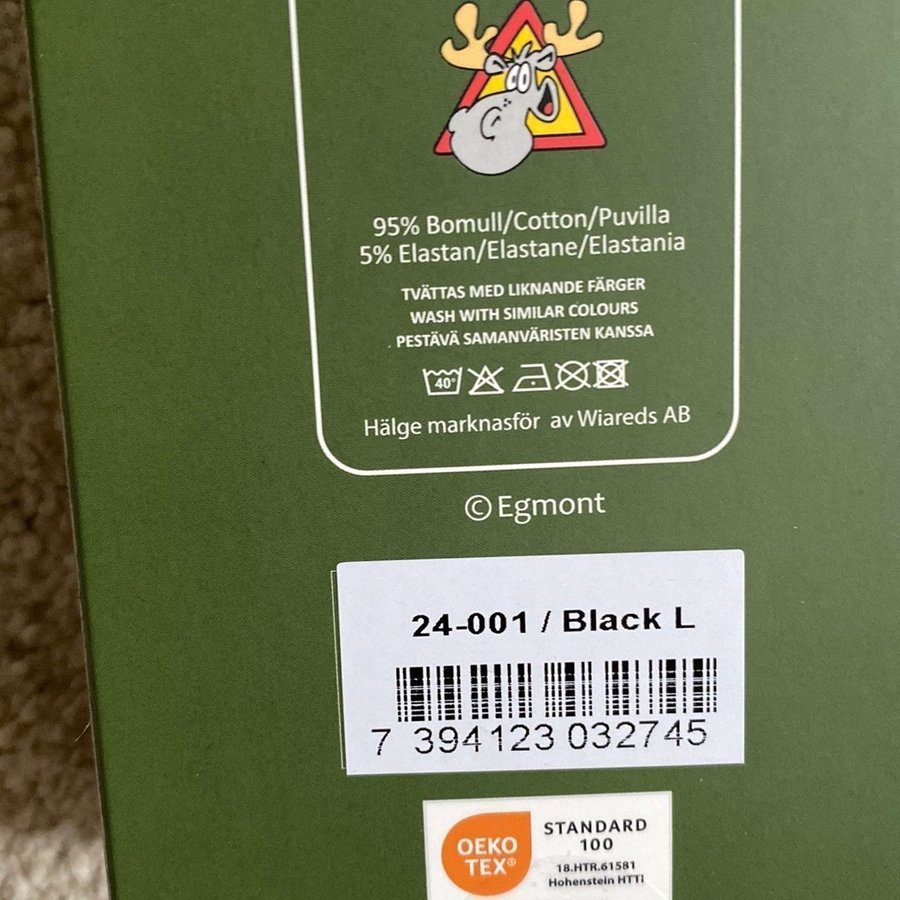 95% Bomull/Cotton/Puvilla
5% Elastan/Elastane/Elastania
TVÄTTAS MED LIKNANDE FÄRGER
WASH WITH SIMILAR COLOURS
PESTÄVÄ SAMANVÄRISTEN KANSSA
40°
Hälge marknasför av Wiareds AB
© Egmont
24-001 / Black L
7 394123 032745
OEKO
TEX®
STANDARD
100
18.HTR.61581
Hohenstein HTTI